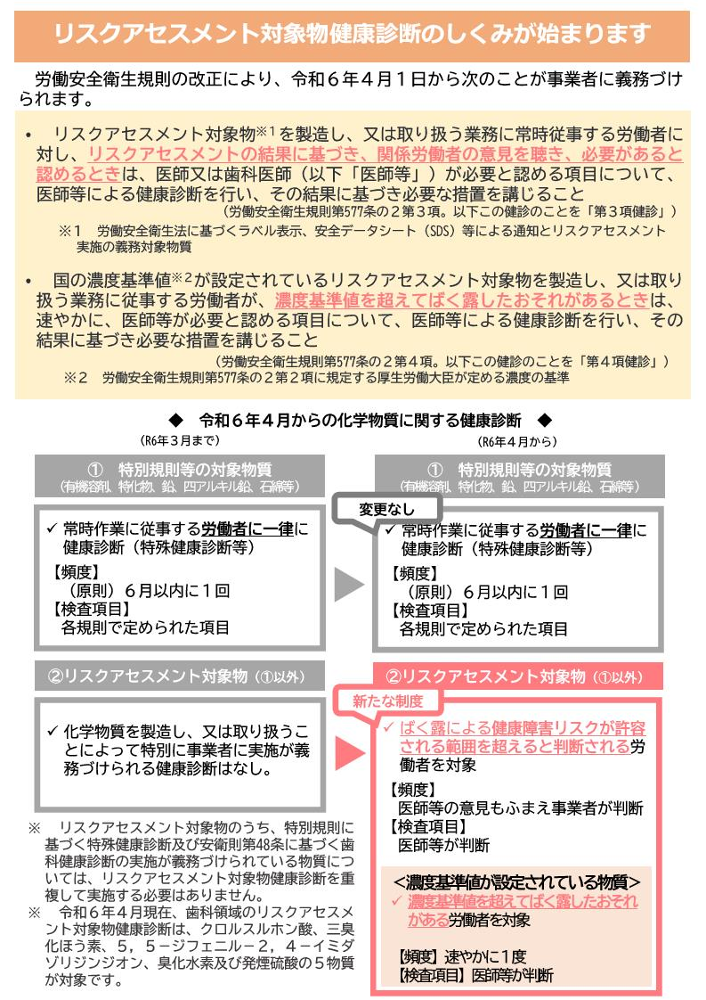 リスクアセスメント対象物健康診断のしくみが始まります
労働安全衛生規則の改正により、令和６年４月１日から次のことが事業者に義務づけ
られます。
• リスクアセスメント対象物※１を製造し、又は取り扱う業務に常時従事する労働者に
対し、リスクアセスメントの結果に基づき、関係労働者の意見を聴き、必要があると
認めるときは、医師又は歯科医師（以下「医師等」）が必要と認める項目について、
医師等による健康診断を行い、その結果に基づき必要な措置を講じること
（労働安全衛生規則第577条の２第３項。以下この健診のことを「第３項健診」）
※１ 労働安全衛生法に基づくラベル表示、安全データシート（SDS）等による通知とリスクアセスメント
実施の義務対象物質
• 国の濃度基準値※２が設定されているリスクアセスメント対象物を製造し、又は取り
扱う業務に従事する労働者が、濃度基準値を超えてばく露したおそれがあるときは、
速やかに、医師等が必要と認める項目について、医師等による健康診断を行い、その
結果に基づき必要な措置を講じること
（労働安全衛生規則第577条の２第４項。以下この健診のことを「第４項健診」）
※２ 労働安全衛生規則第577条の２第２項に規定する厚生労働大臣が定める濃度の基準
◆ 令和６年４月からの化学物質に関する健康診断 ◆
（R6年３月まで）
① 特別規則等の対象物質
（有機溶剤、特化物、鉛、四アルキル鉛、石綿等）
✓ 常時作業に従事する労働者に一律に
健康診断（特殊健康診断等）
【頻度】
（原則）６月以内に１回
【検査項目】
各規則で定められた項目
（R6年４月から）
① 特別規則等の対象物質
（有機溶剤、特化物、鉛、四アルキル鉛、石綿等）
変更なし
✓ 常時作業に従事する労働者に一律に
健康診断（特殊健康診断等）
【頻度】
（原則）６月以内に１回
【検査項目】
各規則で定められた項目
②リスクアセスメント対象物（①以外）
✓ 化学物質を製造し、又は取り扱うこ
とによって特別に事業者に実施が義
務づけられる健康診断はなし。
※ リスクアセスメント対象物のうち、特別規則に
基づく特殊健康診断及び安衛則第48条に基づく歯
科健康診断の実施が義務づけられている物質につ
いては、リスクアセスメント対象物健康診断を重
複して実施する必要はありません。
※ 令和６年４月現在、歯科領域のリスクアセスメ
ント対象物健康診断は、クロルスルホン酸、三臭
化ほう素、５，５－ジフェニル－２，４－イミダ
ゾリジンジオン、臭化水素及び発煙硫酸の５物質
が対象です。
②リスクアセスメント対象物（①以外）
新たな制度
✓ ばく露による健康障害リスクが許容
される範囲を超えると判断される労
働者を対象
【頻度】
医師等の意見もふまえ事業者が判断
【検査項目】
医師等が判断
＜濃度基準値が設定されている物質＞
✓ 濃度基準値を超えてばく露したおそれ
がある労働者を対象
【頻度】速やかに１度
【検査項目】医師等が判断